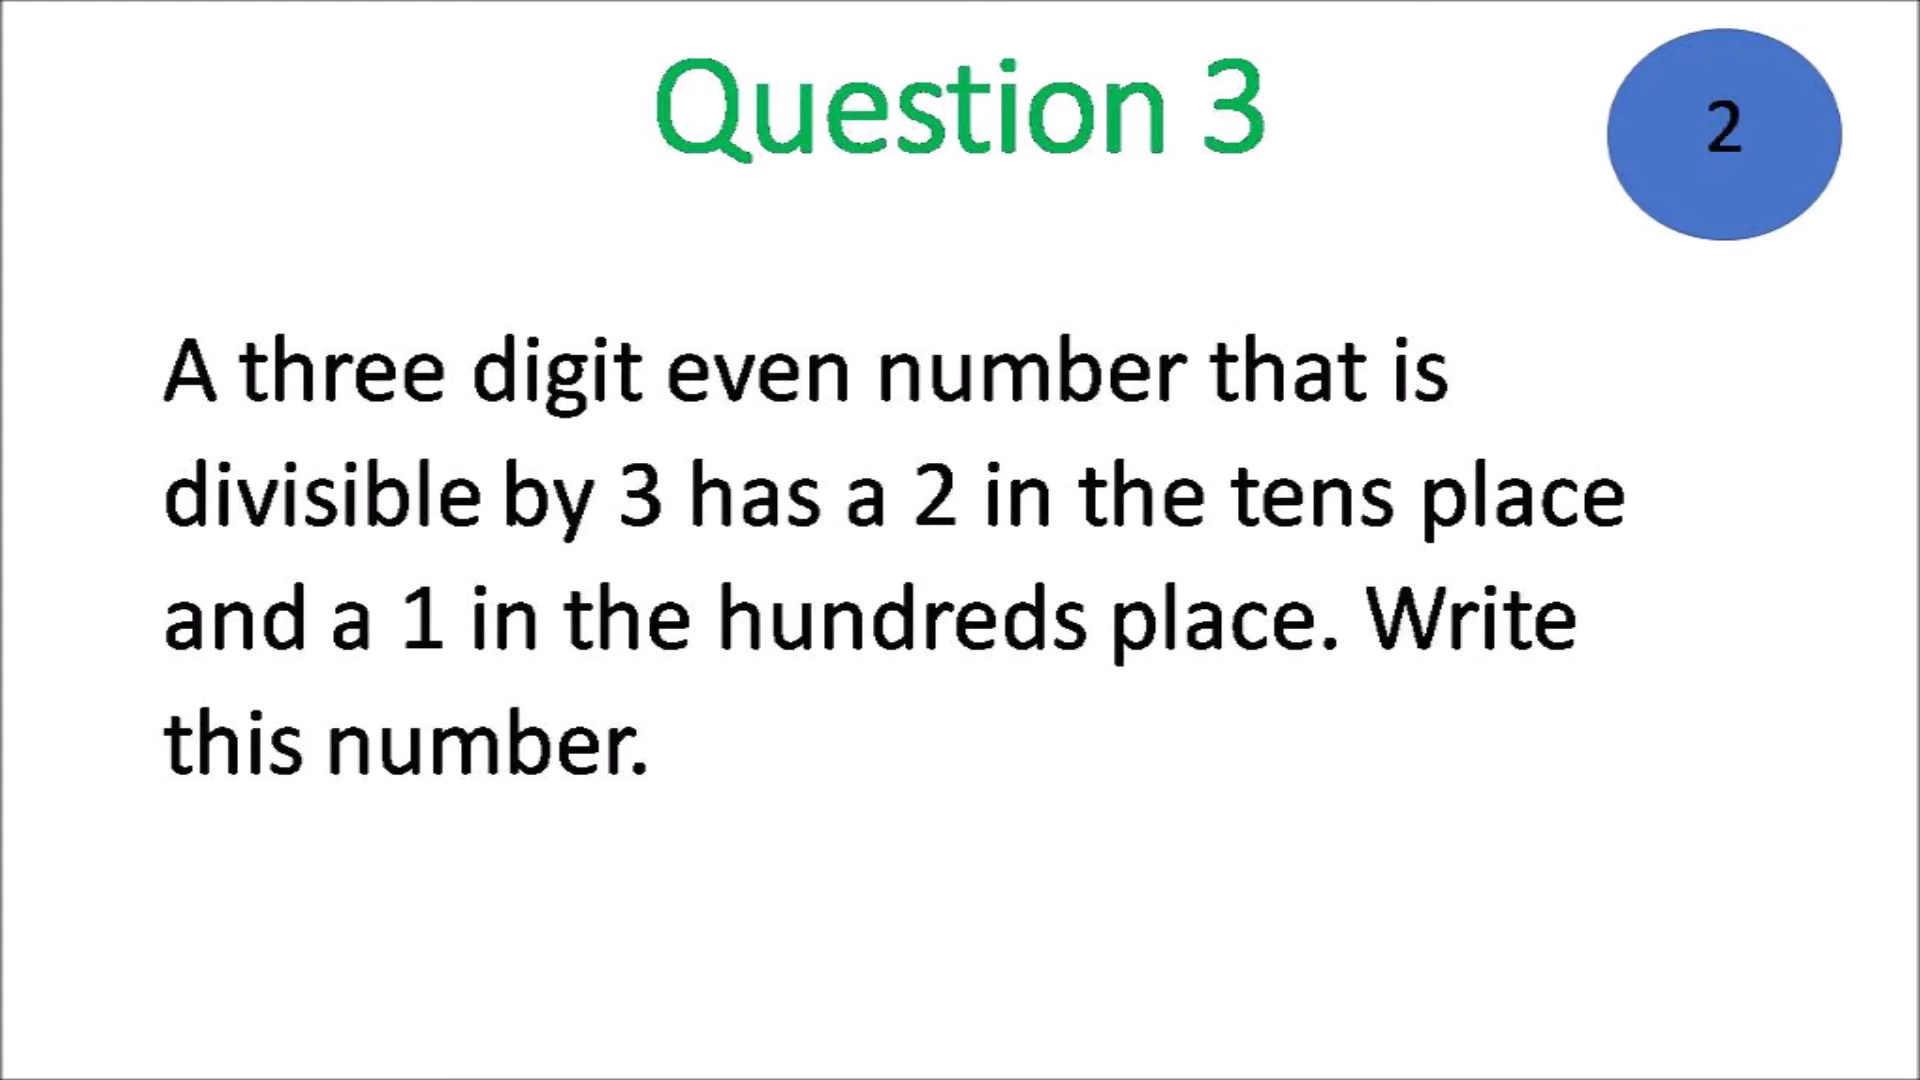 Question 3
2
A three digit even number that is
divisible by 3 has a 2 in the tens place
and a 1 in the hundreds place. Write
this number.